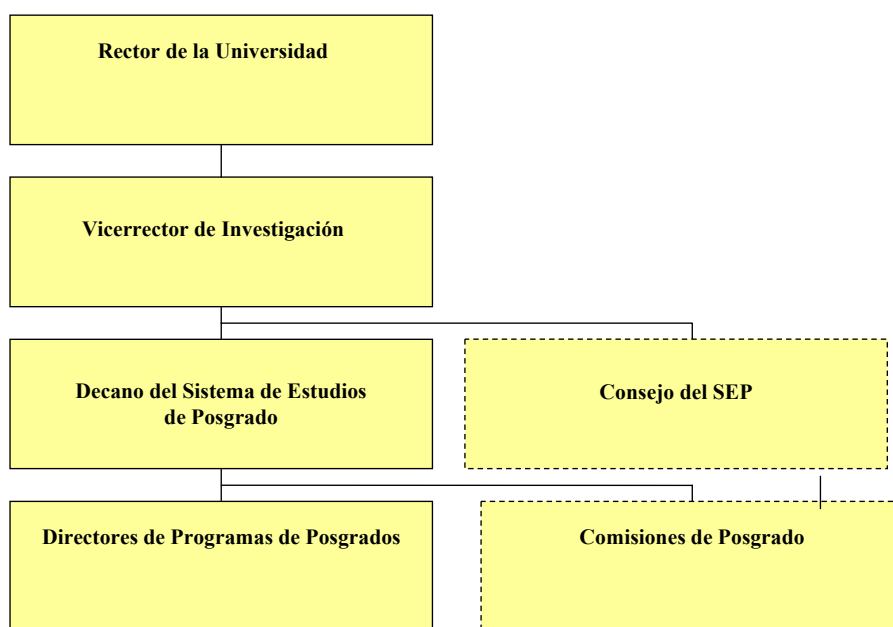 Rector de la Universidad
Vicerrector de Investigación
Decano del Sistema de Estudios
de Posgrado
Consejo del SEP
Directores de Programas de Posgrados
Comisiones de Posgrado